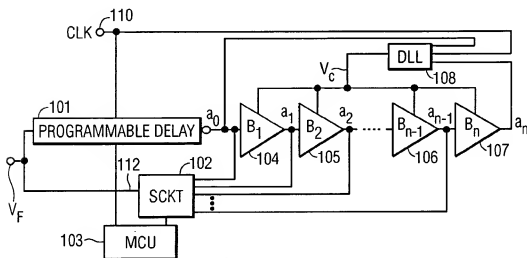 110
CLK
DLL
Vc
108
101
PROGRAMMABLE DELAY
a0
B1
a1
B2
a2
Bn-1
an-1
Bn
an
104
105
106
107
102
112
SCKT
VF
103
MCU